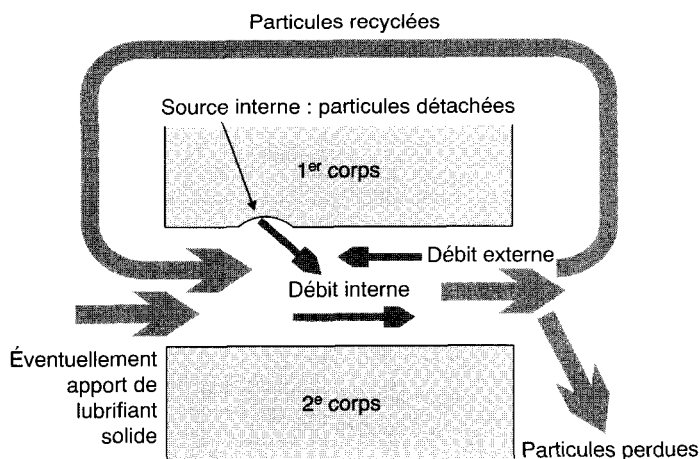 Particules recyclées
Source interne : particules détachées
1er corps
Débit externe
Débit interne
Éventuellement
apport de
lubrifiant
solide
2e corps
Particules perdues